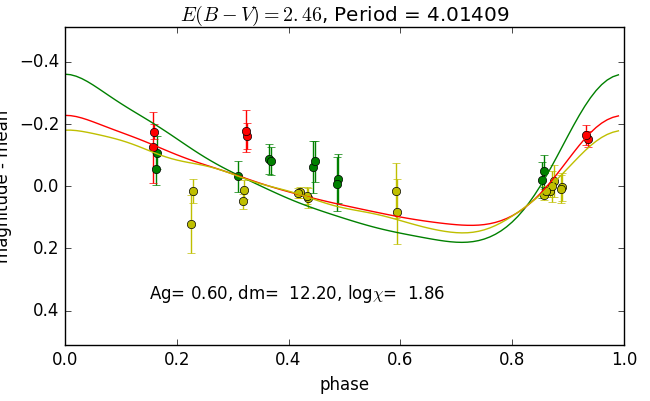 E(B − V) = 2.46, Period = 4.01409
magnitude - mean
−0.4
−0.2
0.0
0.2
0.4
Ag= 0.60, dm=  12.20, logχ=  1.86
0.0 0.2 0.4 0.6 0.8 1.0
phase